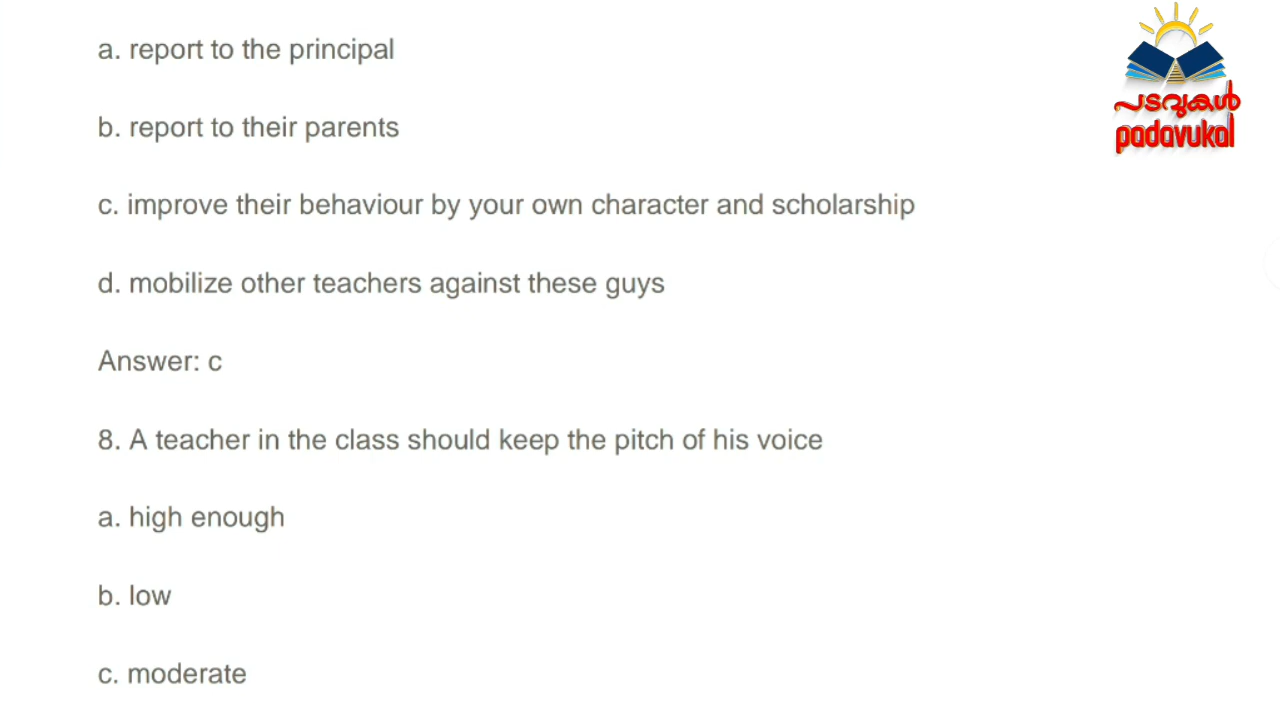 a. report to the principal
b. report to their parents
c. improve their behaviour by your own character and scholarship
d. mobilize other teachers against these guys
Answer: c
8. A teacher in the class should keep the pitch of his voice
a. high enough
b. low
c. moderate
പടവുകൾ
padavukal